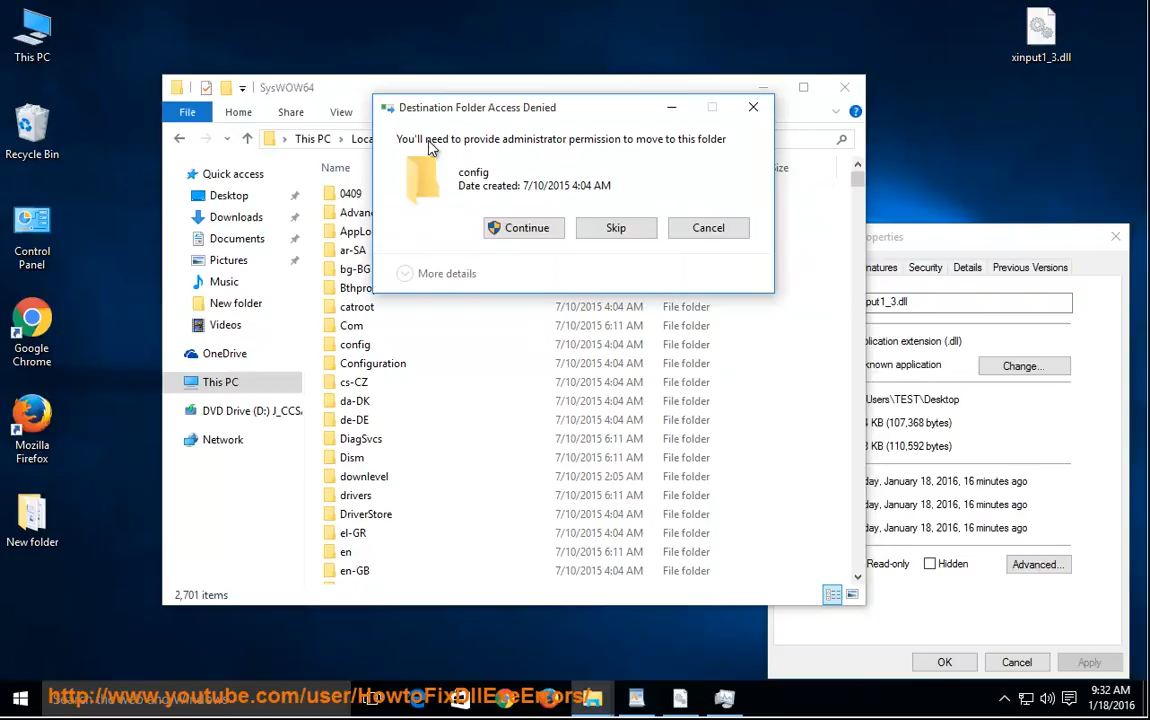 This PC
Recycle Bin
Control
Panel
Google
Chrome
Mozilla
Firefox
New folder
xinput1_3.dll
SysWOW64
File
Home
Share
View
This PC
Loca
Name
Size
Quick access
Desktop
Downloads
Documents
Pictures
Music
New folder
Videos
OneDrive
This PC
DVD Drive (D:) J_CCSA
Network
Destination Folder Access Denied
You'll need to provide administrator permission to move to this folder
config
Date created: 7/10/2015 4:04 AM
Continue
Skip
Cancel
More details
0409
Advan
AppLo
ar-SA
bg-BG
Bthpro
catroot 7/10/2015 4:04 AM File folder
Com 7/10/2015 6:11 AM File folder
config 7/10/2015 4:04 AM File folder
Configuration 7/10/2015 4:04 AM File folder
cs-CZ 7/10/2015 4:04 AM File folder
da-DK 7/10/2015 4:04 AM File folder
de-DE 7/10/2015 4:04 AM File folder
DiagSvcs 7/10/2015 6:11 AM File folder
Dism 7/10/2015 6:11 AM File folder
downlevel 7/10/2015 2:05 AM File folder
drivers 7/10/2015 6:11 AM File folder
DriverStore 7/10/2015 4:04 AM File folder
el-GR 7/10/2015 4:04 AM File folder
en 7/10/2015 6:11 AM File folder
en-GB 7/10/2015 4:04 AM File folder
2,701 items
operties
natures
Security
Details
Previous Versions
put1_3.dll
plication extension (.dll)
known application
Change...
Users\TEST\Desktop
KB (107,368 bytes)
KB (110,592 bytes)
day, January 18, 2016, 16 minutes ago
day, January 18, 2016, 16 minutes ago
day, January 18, 2016, 16 minutes ago
Read-only
Hidden
Advanced...
OK
Cancel
Apply
http://www.youtube.com/user/HowtoFixDllExeErrors/
Search the web and Windows
9:32 AM
1/18/2016